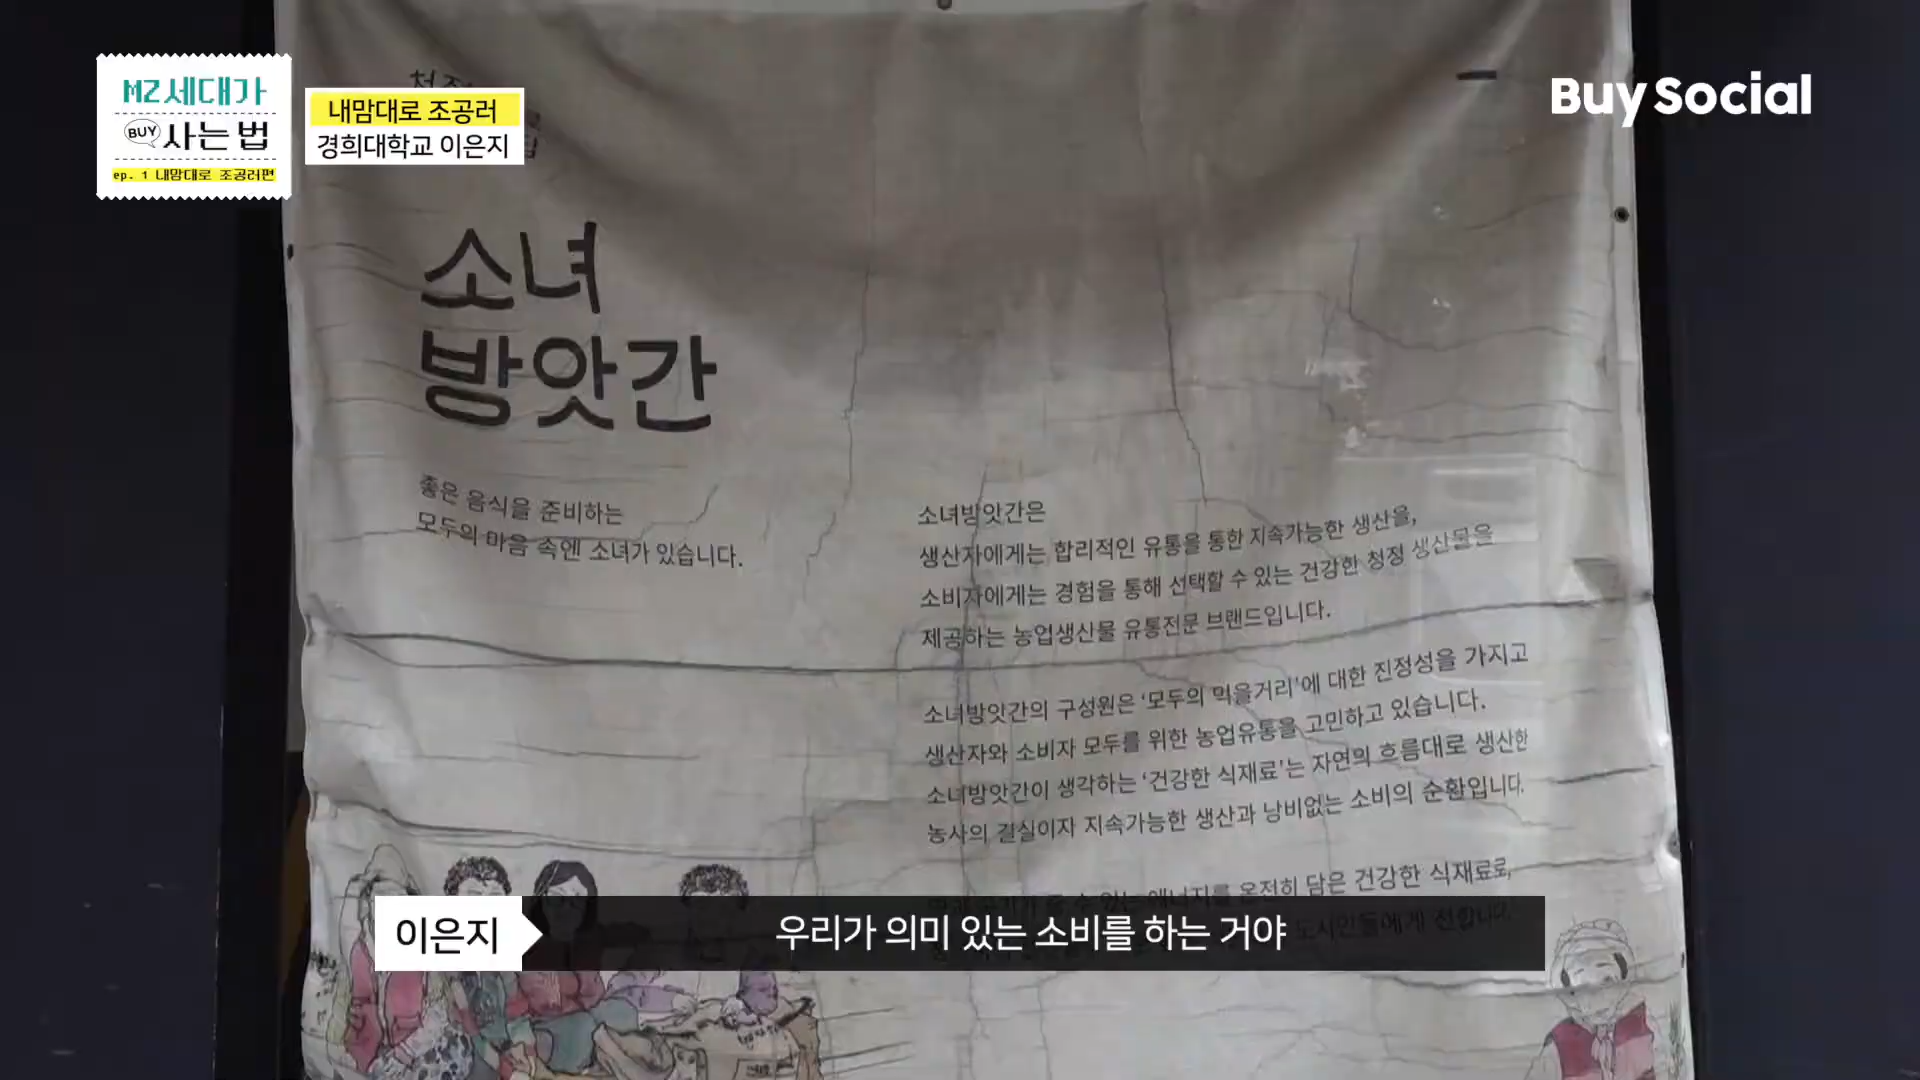 MZ세대가
BUY 사는 법
ep. 1 내맘대로 조공러편
내맘대로 조공러
경희대학교 이은지
Buy Social
소녀
방앗간
좋은 음식을 준비하는
모두의 마음 속엔 소녀가 있습니다.
소녀방앗간은
생산자에게는 합리적인 유통을 통한 지속가능한 생산을,
소비자에게는 경험을 통해 선택할 수 있는 건강한 청정 생산물을
제공하는 농업생산물 유통전문 브랜드입니다.
소녀방앗간의 구성원은 ‘모두의 먹을거리’에 대한 진정성을 가지고
생산자와 소비자 모두를 위한 농업유통을 고민하고 있습니다.
소녀방앗간이 생각하는 ‘건강한 식재료’는 자연의 흐름대로 생산한
농사의 결실이자 지속가능한 생산과 낭비없는 소비의 순환입니다.
에너지를 온전히 담은 건강한 식재료로,
도시인들에게 전합니다.
이은지
우리가 의미 있는 소비를 하는 거야